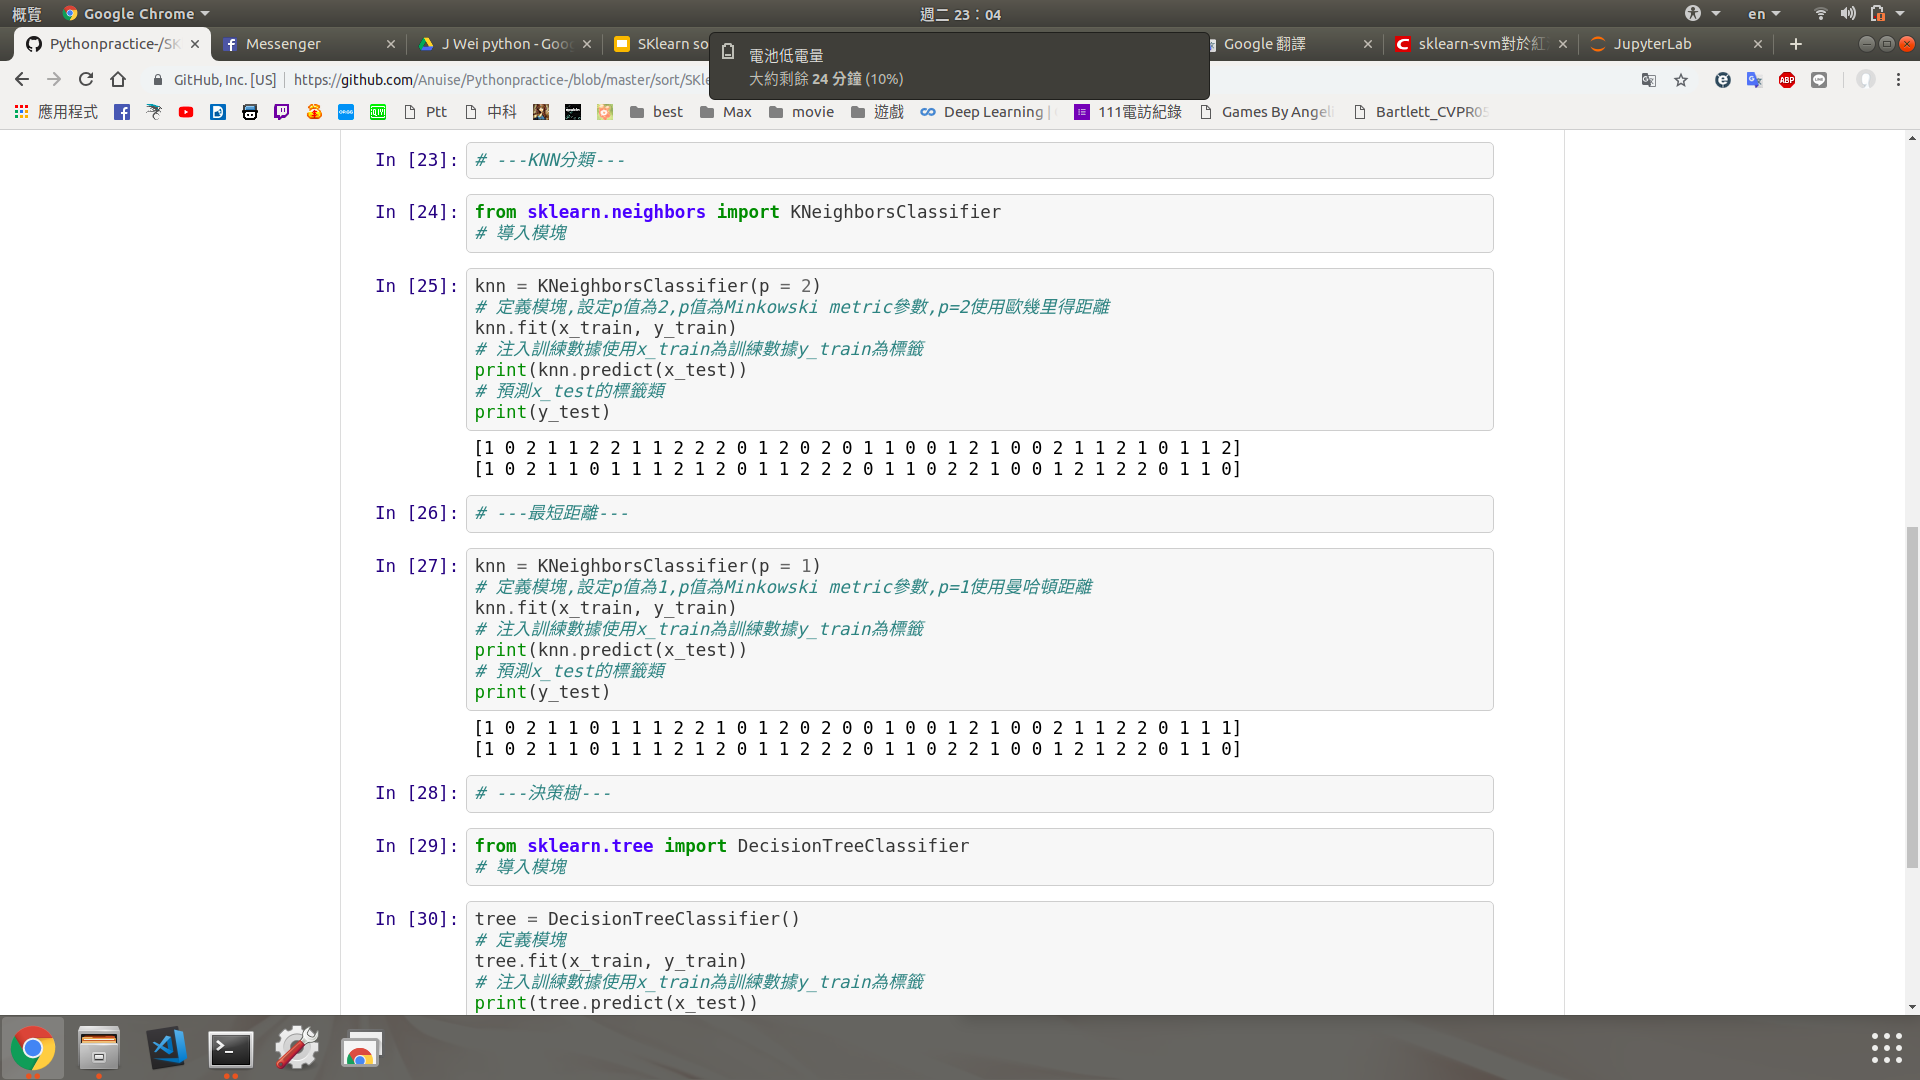 概覽 Google Chrome 週二 23：04 en
Pythonpractice-/SK Messenger J Wei python - Goo SKlearn so Google 翻譯 sklearn-svm對於紅 JupyterLab
電池低電量
大約剩餘 24 分鐘 (10%)
GitHub, Inc. [US] https://github.com/Anuise/Pythonpractice-/blob/master/sort/SKle
應用程式 Ptt 中科 best Max movie 遊戲 Deep Learning | 111電訪紀錄 Games By Angel Bartlett_CVPR05
In [23]: # ---KNN分類---
In [24]: from sklearn.neighbors import KNeighborsClassifier
# 導入模塊
In [25]: knn = KNeighborsClassifier(p = 2)
# 定義模塊,設定p值為2,p值為Minkowski metric參數,p=2使用歐幾里得距離
knn.fit(x_train, y_train)
# 注入訓練數據使用x_train為訓練數據y_train為標籤
print(knn.predict(x_test))
# 預測x_test的標籤類
print(y_test)
[1 0 2 1 1 2 2 1 1 2 2 2 0 1 2 0 2 0 1 1 0 0 1 2 1 0 0 2 1 1 2 1 0 1 1 2]
[1 0 2 1 1 0 1 1 1 2 1 2 0 1 1 2 2 2 0 1 1 0 2 2 1 0 0 1 2 1 2 2 0 1 1 0]
In [26]: # ---最短距離---
In [27]: knn = KNeighborsClassifier(p = 1)
# 定義模塊,設定p值為1,p值為Minkowski metric參數,p=1使用曼哈頓距離
knn.fit(x_train, y_train)
# 注入訓練數據使用x_train為訓練數據y_train為標籤
print(knn.predict(x_test))
# 預測x_test的標籤類
print(y_test)
[1 0 2 1 1 0 1 1 1 2 2 1 0 1 2 0 2 0 0 1 0 0 1 2 1 0 0 2 1 1 2 2 0 1 1 1]
[1 0 2 1 1 0 1 1 1 2 1 2 0 1 1 2 2 2 0 1 1 0 2 2 1 0 0 1 2 1 2 2 0 1 1 0]
In [28]: # ---決策樹---
In [29]: from sklearn.tree import DecisionTreeClassifier
# 導入模塊
In [30]: tree = DecisionTreeClassifier()
# 定義模塊
tree.fit(x_train, y_train)
# 注入訓練數據使用x_train為訓練數據y_train為標籤
print(tree.predict(x_test))